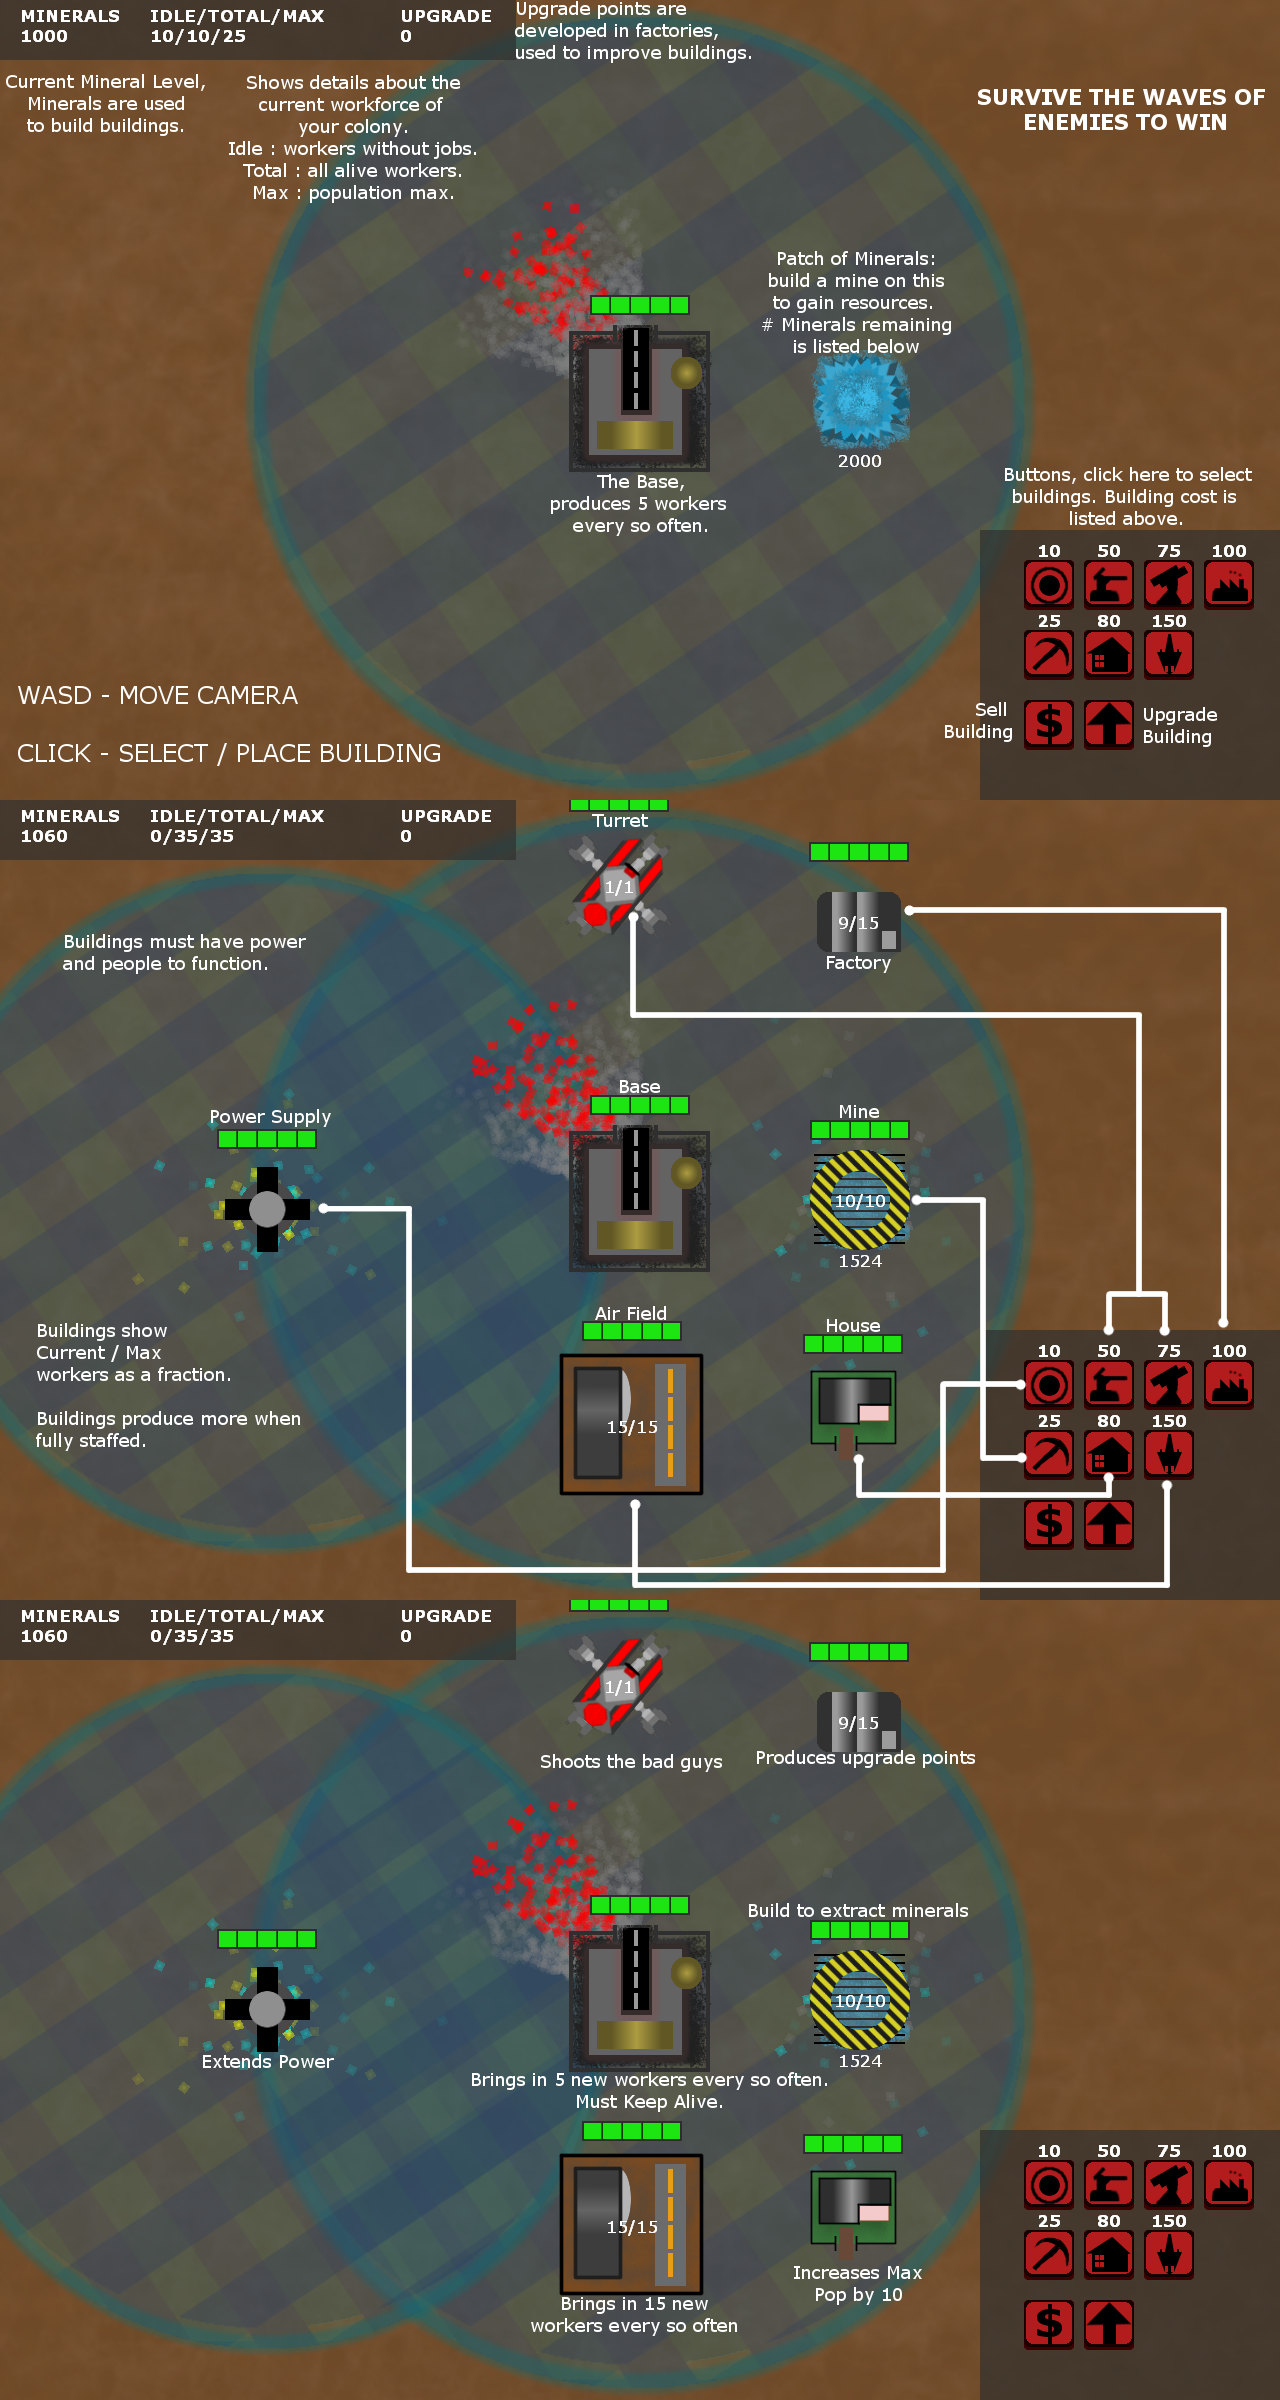 MINERALS IDLE/TOTAL/MAX UPGRADE
1000 10/10/25 0
Upgrade points are
developed in factories,
used to improve buildings.
Current Mineral Level,
Minerals are used
to build buildings.
Shows details about the
current workforce of
your colony.
Idle : workers without jobs.
Total : all alive workers.
Max : population max.
SURVIVE THE WAVES OF
ENEMIES TO WIN
Patch of Minerals:
build a mine on this
to gain resources.
# Minerals remaining
is listed below
2000
The Base,
produces 5 workers
every so often.
Buttons, click here to select
buildings. Building cost is
listed above.
10 50 75 100
25 80 150
Sell
Building
$
Upgrade
Building
WASD - MOVE CAMERA
CLICK - SELECT / PLACE BUILDING
MINERALS IDLE/TOTAL/MAX UPGRADE
1060 0/35/35 0
Turret
1/1
9/15
Factory
Buildings must have power
and people to function.
Base
Power Supply
Mine
10/10
1524
Air Field
15/15
House
Buildings show
Current / Max
workers as a fraction.
Buildings produce more when
fully staffed.
10 50 75 100
25 80 150
$
MINERALS IDLE/TOTAL/MAX UPGRADE
1060 0/35/35 0
1/1
Shoots the bad guys
9/15
Produces upgrade points
Build to extract minerals
10/10
1524
Extends Power
Brings in 5 new workers every so often.
Must Keep Alive.
15/15
Brings in 15 new
workers every so often
Increases Max
Pop by 10
10 50 75 100
25 80 150
$